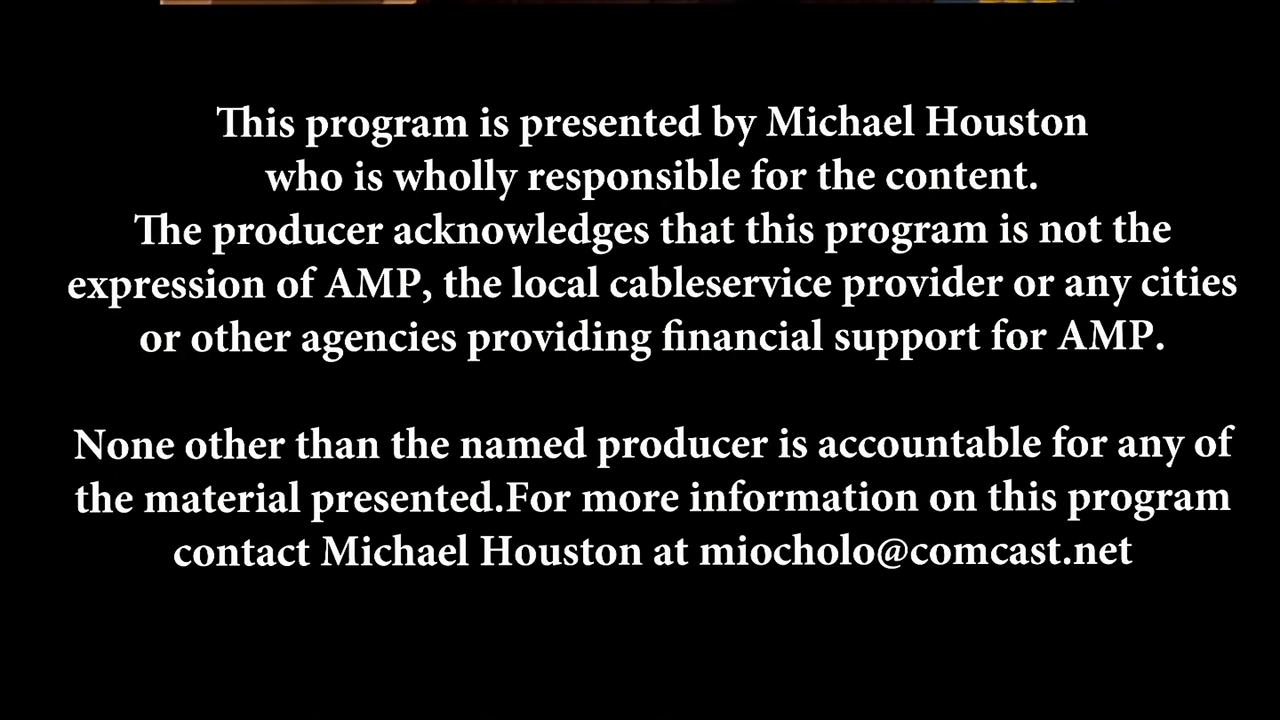 This program is presented by Michael Houston
who is wholly responsible for the content.
The producer acknowledges that this program is not the
expression of AMP, the local cableservice provider or any cities
or other agencies providing financial support for AMP.
None other than the named producer is accountable for any of
the material presented.For more information on this program
contact Michael Houston at miocholo@comcast.net